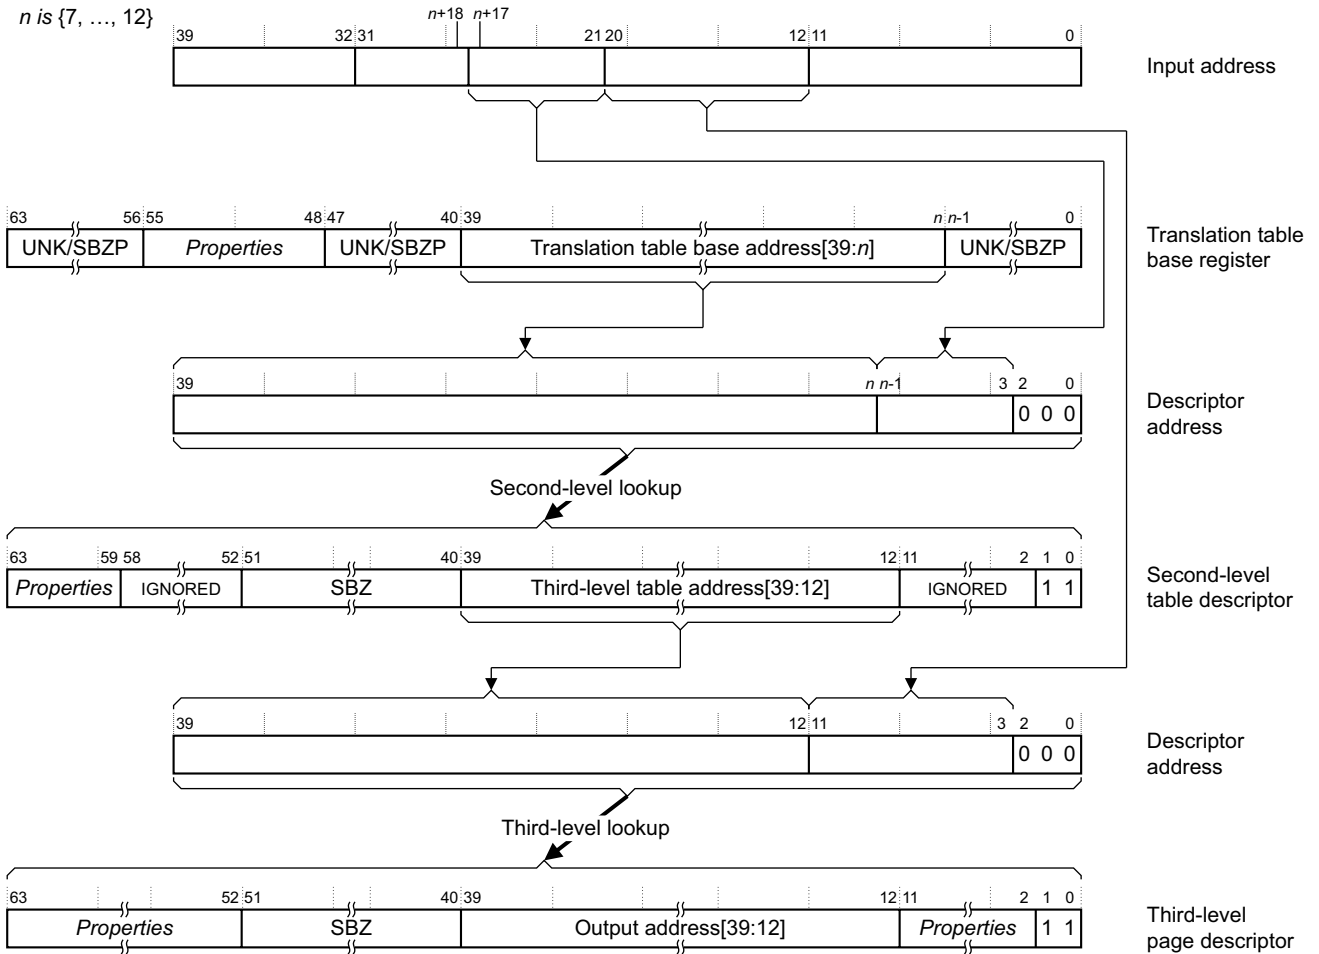 n is {7, …, 12}
n+18 n+17
39 32 31 21 20 12 11 0
Input address
63 56 55 48 47 40 39 n n-1 0
UNK/SBZP Properties UNK/SBZP Translation table base address[39:n] UNK/SBZP
Translation table
base register
39 n n-1 3 2 0
0 0 0
Descriptor
address
Second-level lookup
63 59 58 52 51 40 39 12 11 2 1 0
Properties IGNORED SBZ Third-level table address[39:12] IGNORED 1 1
Second-level
table descriptor
39 12 11 3 2 0
0 0 0
Descriptor
address
Third-level lookup
63 52 51 40 39 12 11 2 1 0
Properties SBZ Output address[39:12] Properties 1 1
Third-level
page descriptor